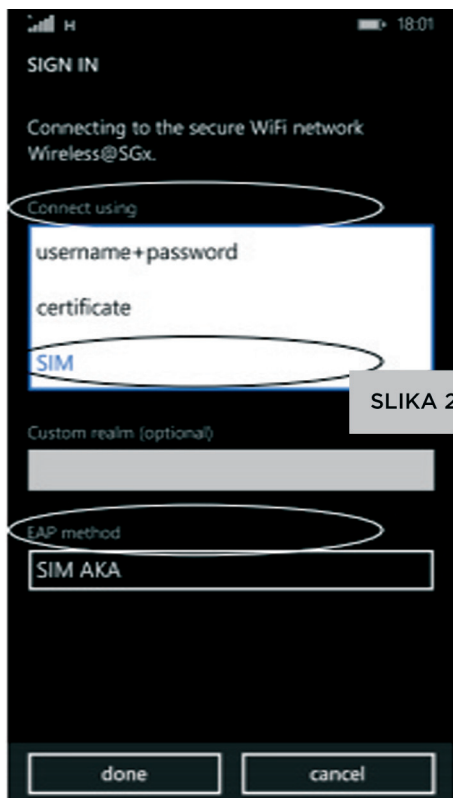 H 18:01
SIGN IN
Connecting to the secure WiFi network
Wireless@SGx.
Connect using
username+password
certificate
SIM
SLIKA 2
Custom realm (optional)
EAP method
SIM AKA
done cancel